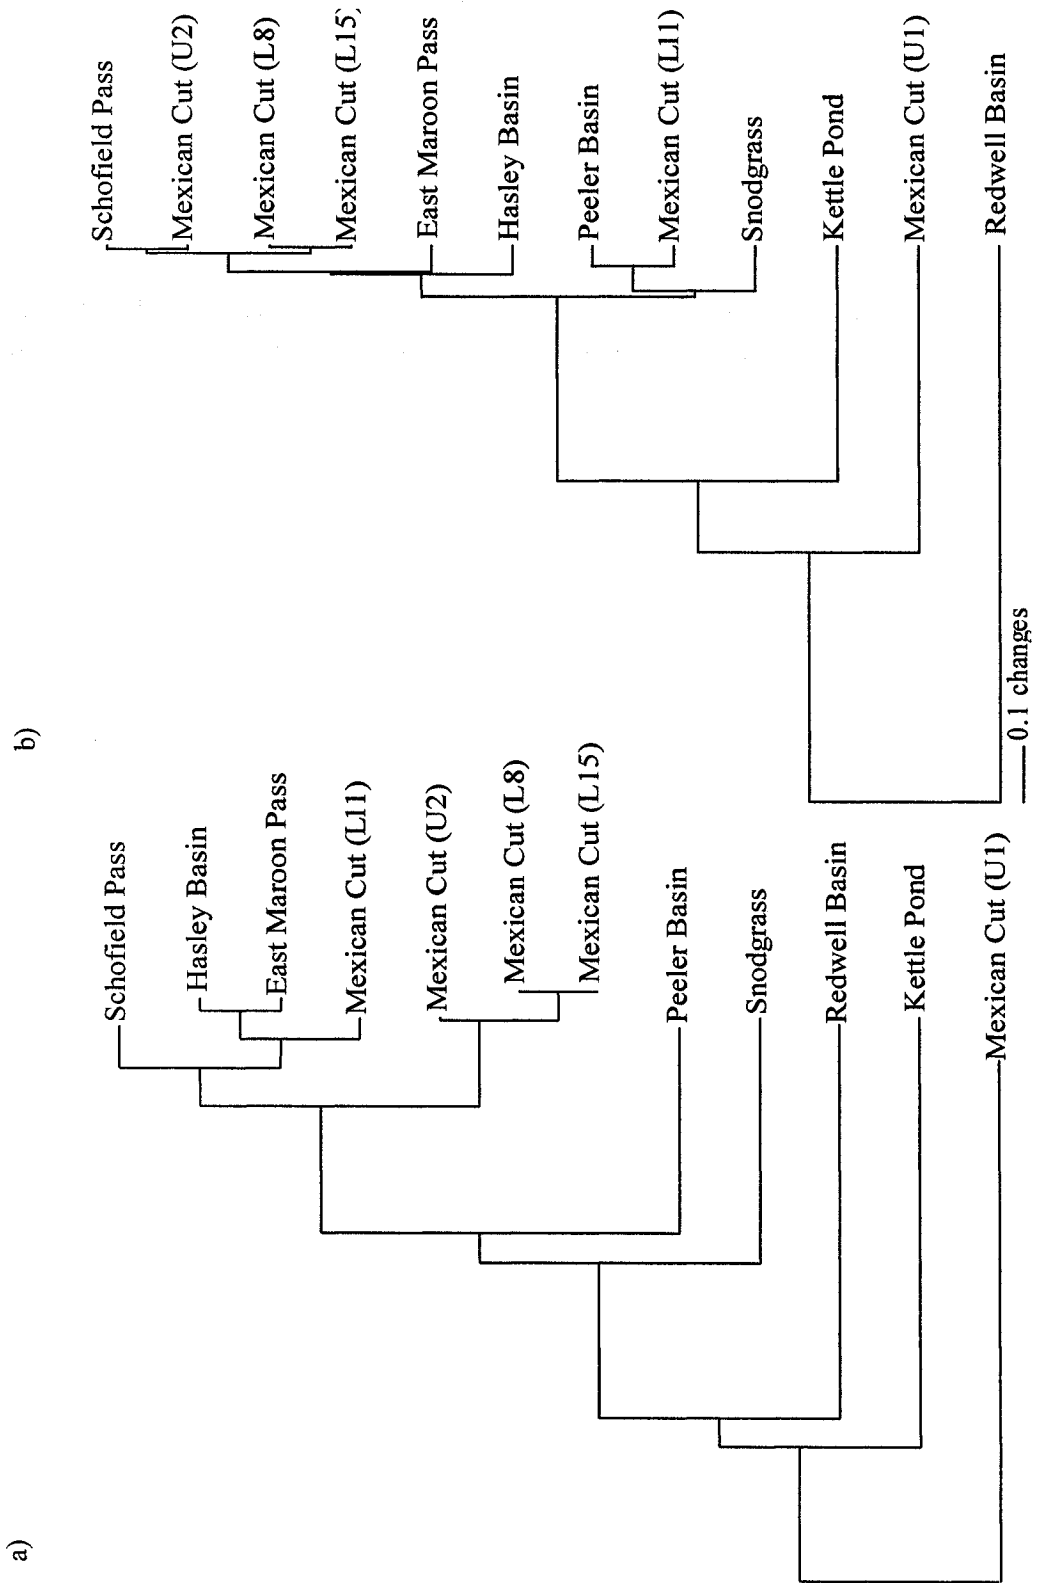 a)
Schofield Pass
Hasley Basin
East Maroon Pass
Mexican Cut (L11)
Mexican Cut (U2)
Mexican Cut (L8)
Mexican Cut (L15)
Peeler Basin
Snodgrass
Redwell Basin
Kettle Pond
Mexican Cut (U1)
b)
Schofield Pass
Mexican Cut (U2)
Mexican Cut (L8)
Mexican Cut (L15)
East Maroon Pass
Hasley Basin
Peeler Basin
Mexican Cut (L11)
Snodgrass
Kettle Pond
Mexican Cut (U1)
Redwell Basin
0.1 changes